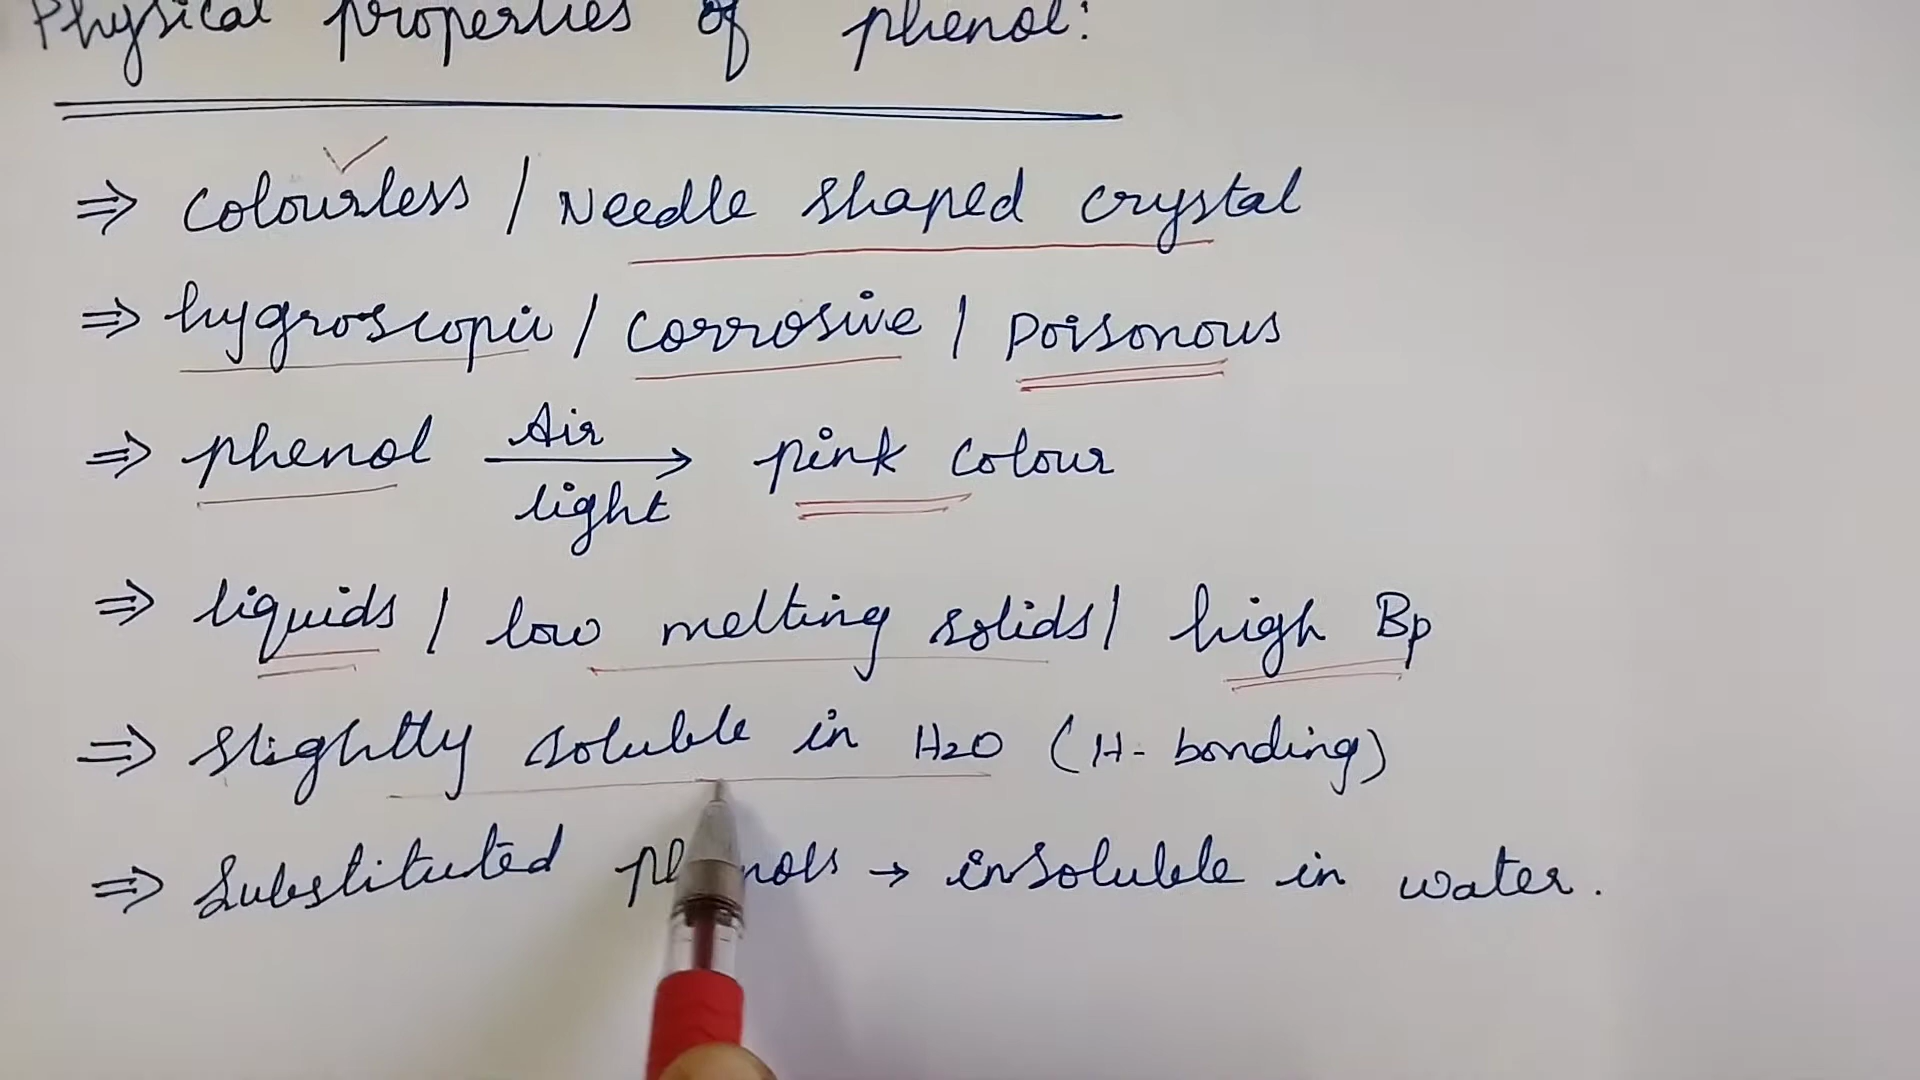 Physical properties of phenol:
⇒ Colourless / Needle shaped crystal
⇒ hygroscopic / Corrosive / Poisonous
⇒ phenol Air light → pink colour
⇒ liquids / low melting solids / high Bp
⇒ Slightly soluble in H2O (H-bonding)
⇒ Substituted phenols → insoluble in water.